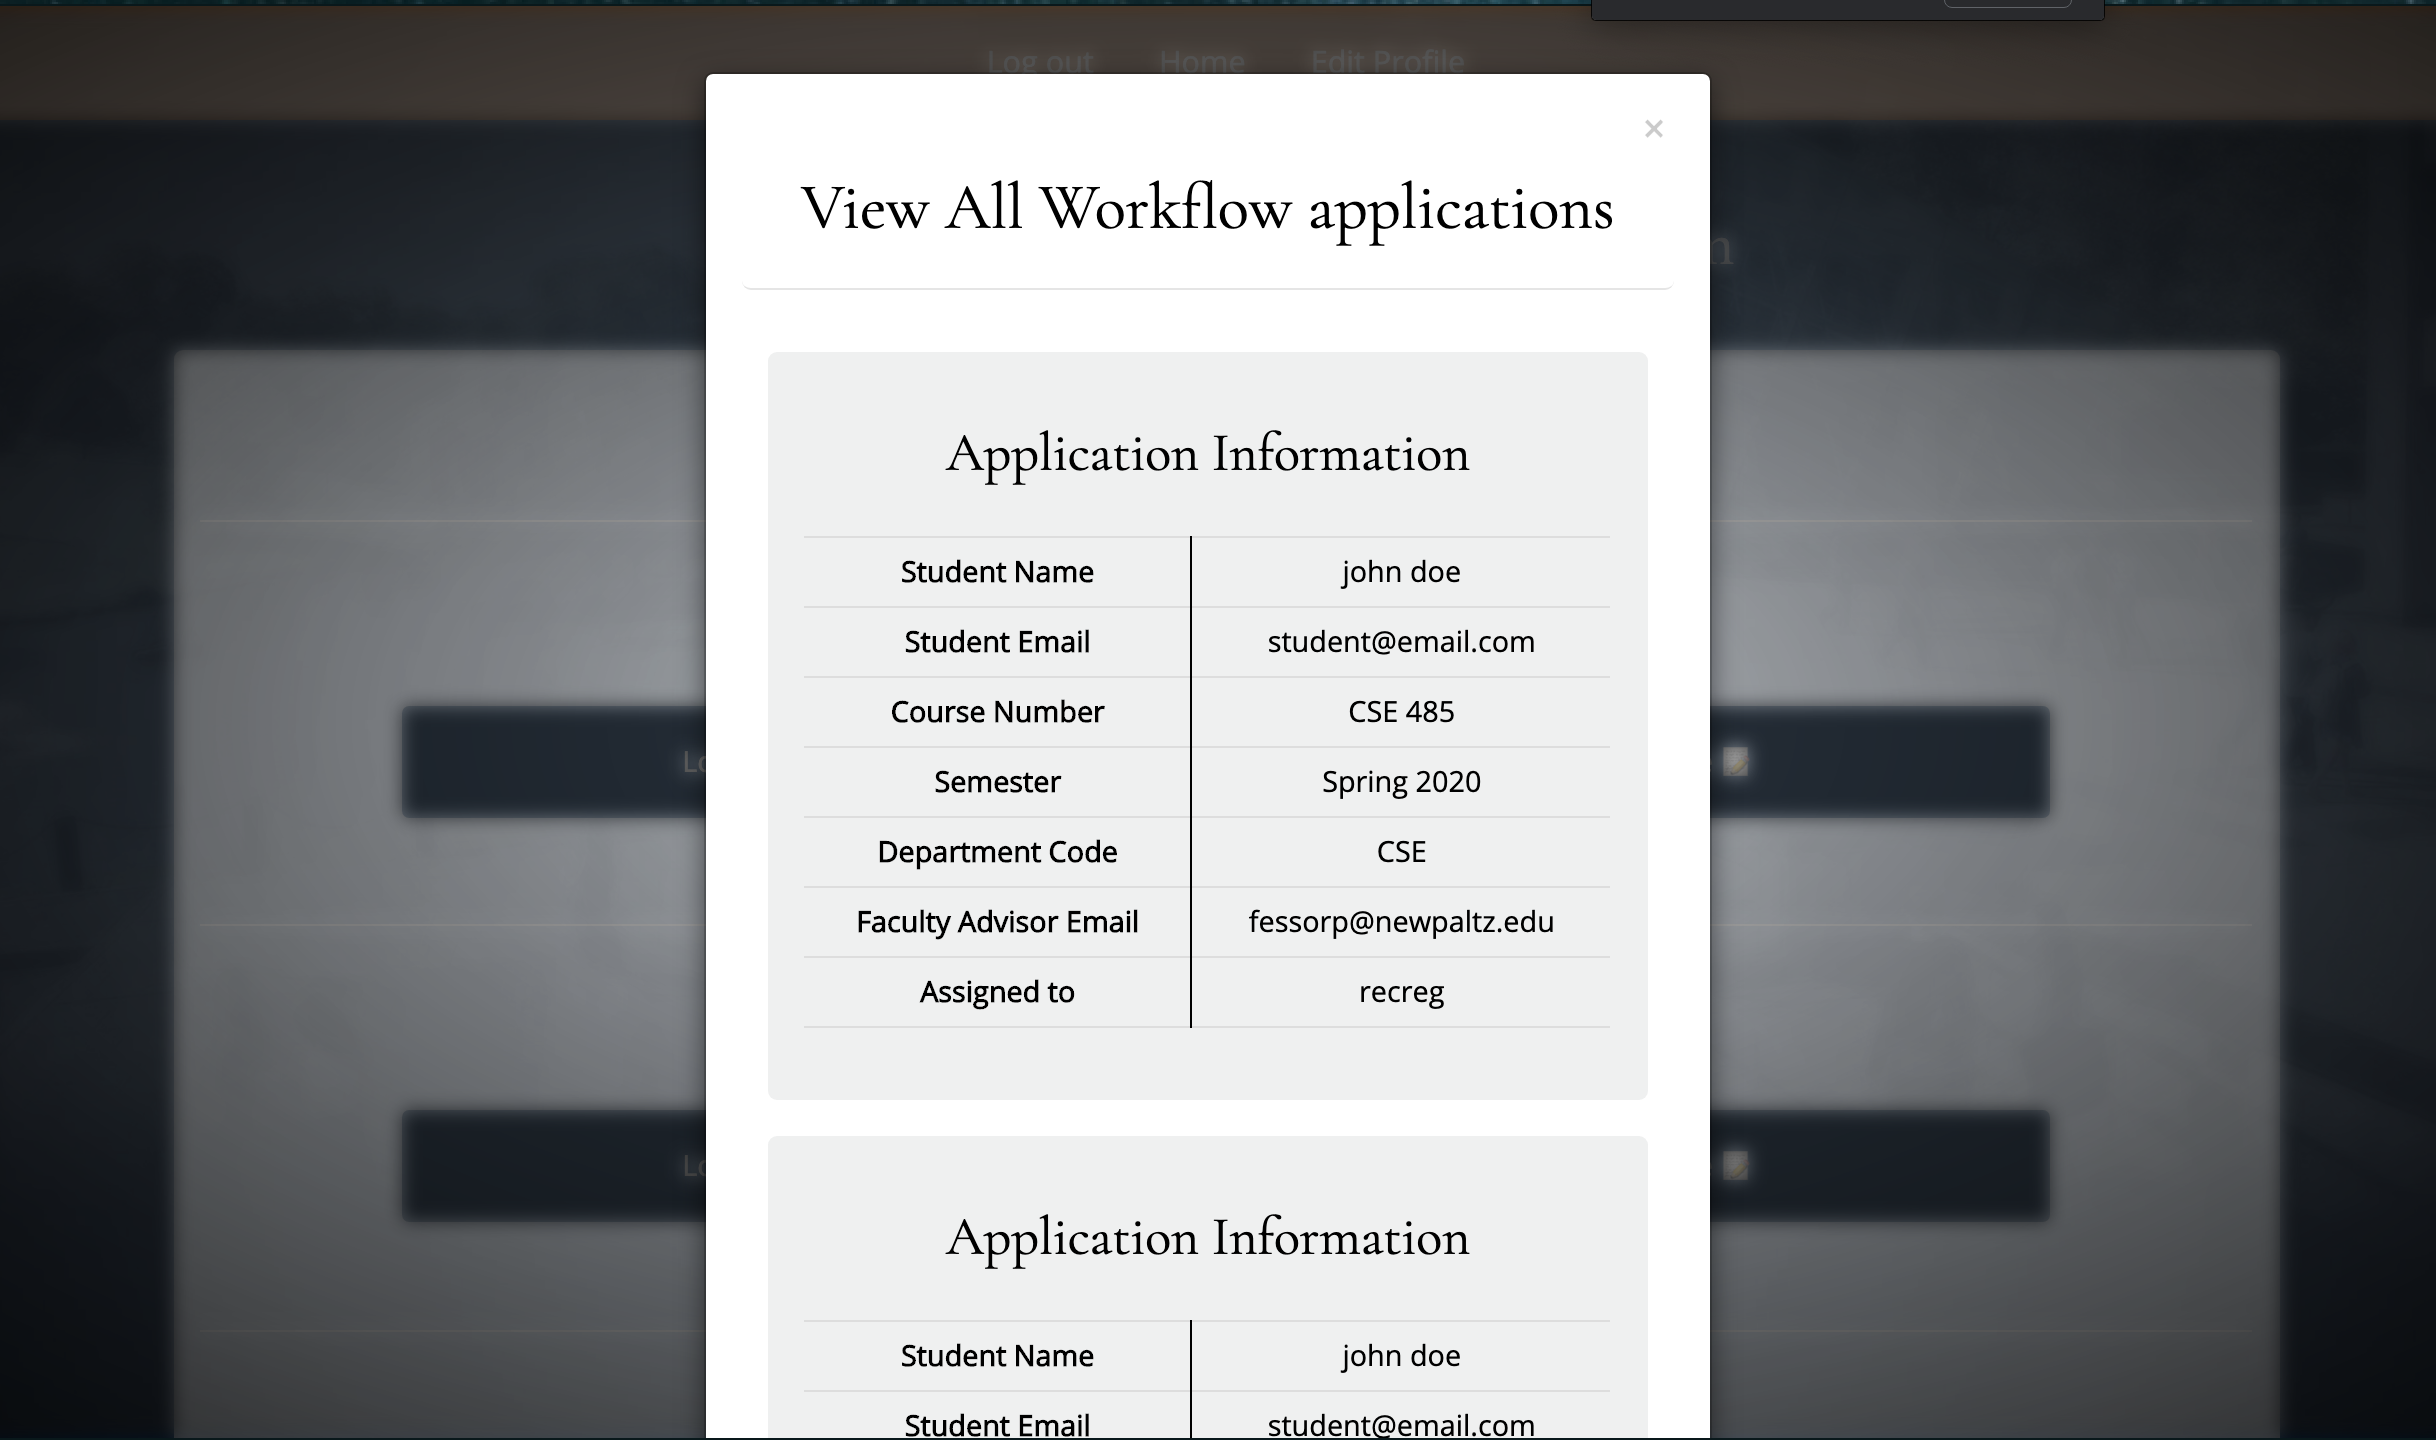 Log out Home Edit Profile
×
View All Workflow applications
Application Information
Student Name john doe
Student Email student@email.com
Course Number CSE 485
Semester Spring 2020
Department Code CSE
Faculty Advisor Email fessorp@newpaltz.edu
Assigned to recreg
Application Information
Student Name john doe
Student Email student@email.com